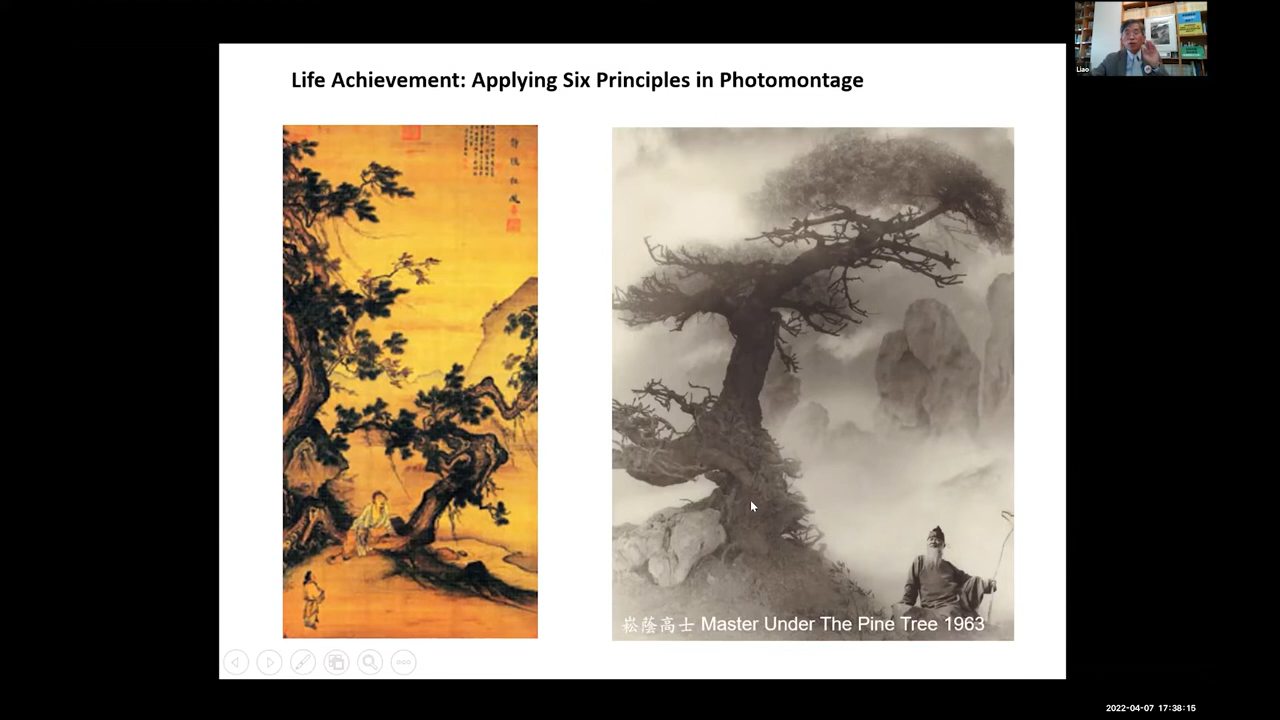 Life Achievement: Applying Six Principles in Photomontage
崧蔭高士 Master Under The Pine Tree 1963
Liao
2022-04-07 17:38:15